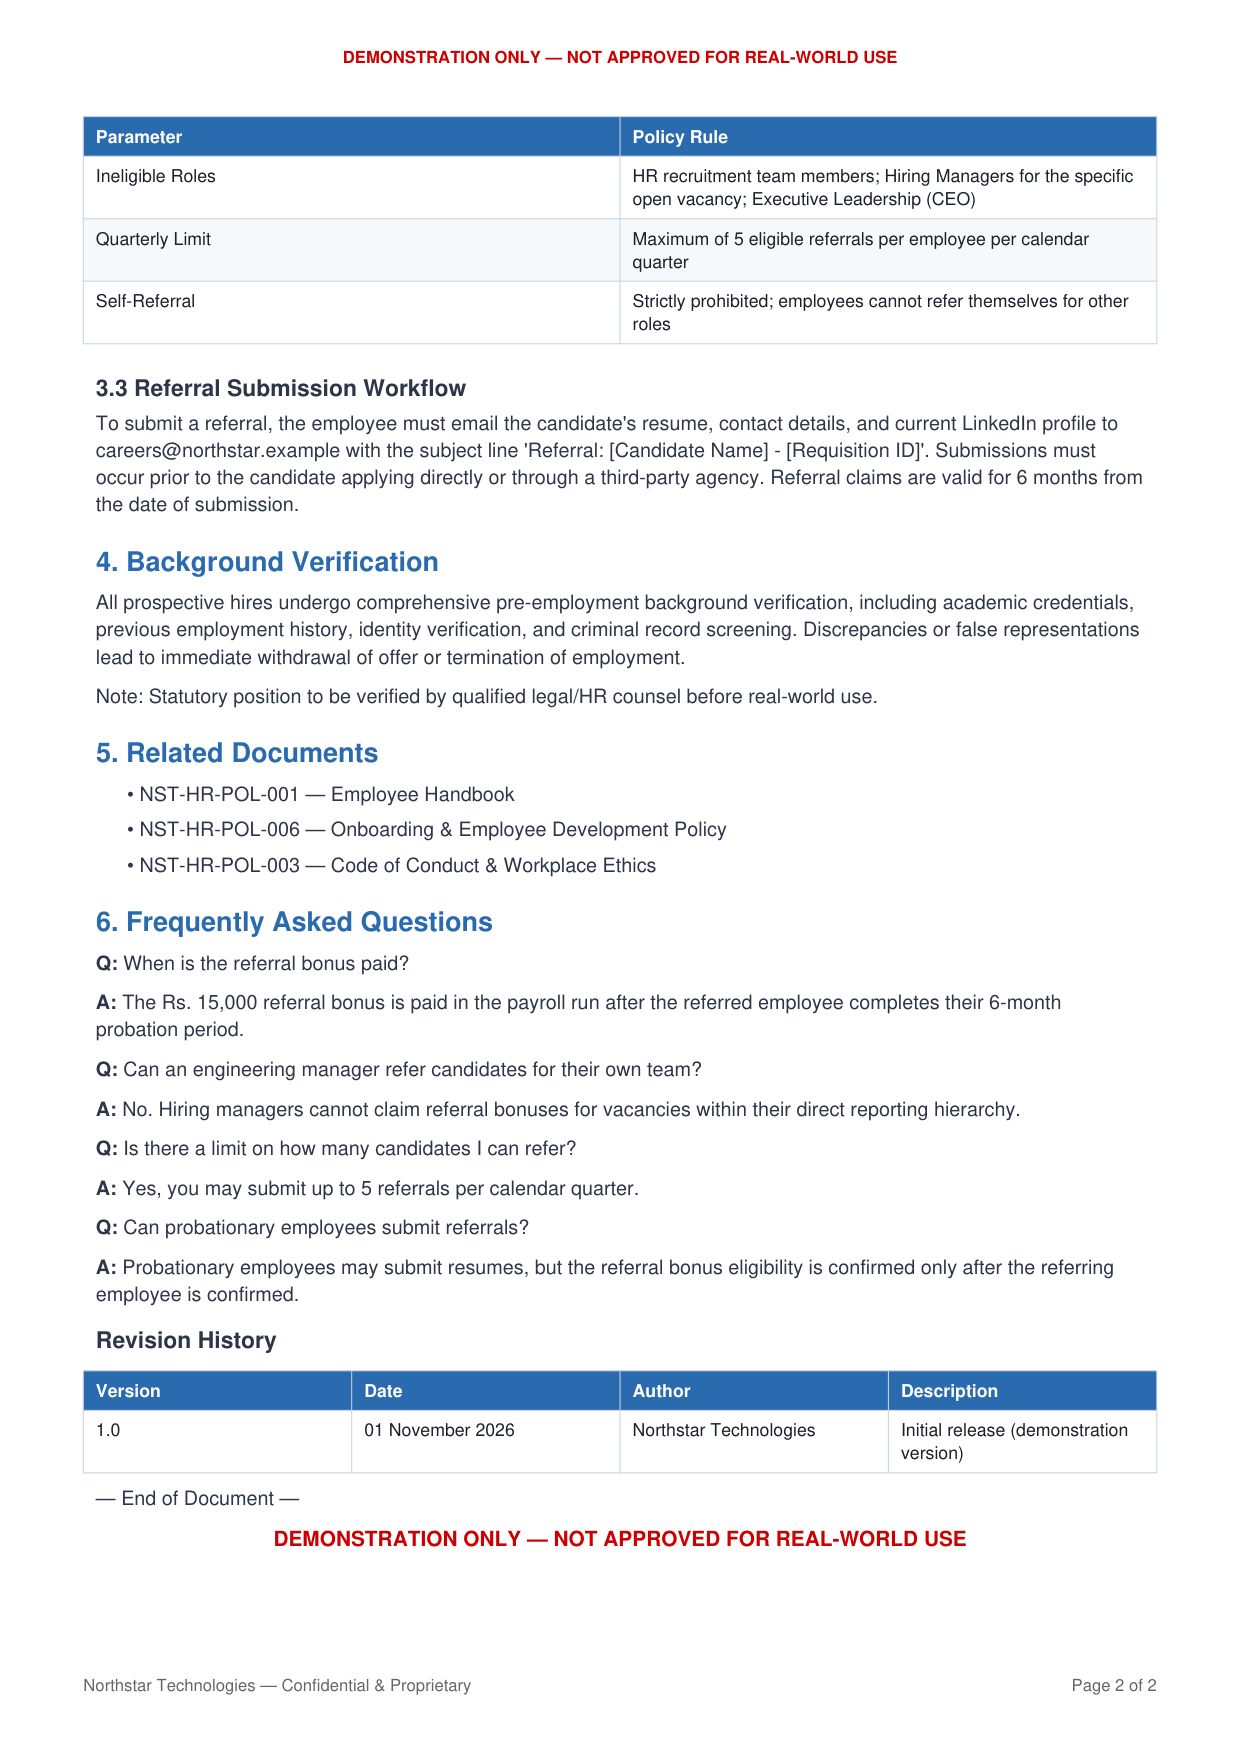 DEMONSTRATION ONLY — NOT APPROVED FOR REAL-WORLD USE
Parameter
Policy Rule
Ineligible Roles
HR recruitment team members; Hiring Managers for the specific
open vacancy; Executive Leadership (CEO)
Quarterly Limit
Maximum of 5 eligible referrals per employee per calendar
quarter
Self-Referral
Strictly prohibited; employees cannot refer themselves for other
roles
3.3 Referral Submission Workflow
To submit a referral, the employee must email the candidate's resume, contact details, and current LinkedIn profile to
careers@northstar.example with the subject line 'Referral: [Candidate Name] - [Requisition ID]'. Submissions must
occur prior to the candidate applying directly or through a third-party agency. Referral claims are valid for 6 months from
the date of submission.
4. Background Verification
All prospective hires undergo comprehensive pre-employment background verification, including academic credentials,
previous employment history, identity verification, and criminal record screening. Discrepancies or false representations
lead to immediate withdrawal of offer or termination of employment.
Note: Statutory position to be verified by qualified legal/HR counsel before real-world use.
5. Related Documents
• NST-HR-POL-001 — Employee Handbook
• NST-HR-POL-006 — Onboarding & Employee Development Policy
• NST-HR-POL-003 — Code of Conduct & Workplace Ethics
6. Frequently Asked Questions
Q: When is the referral bonus paid?
A: The Rs. 15,000 referral bonus is paid in the payroll run after the referred employee completes their 6-month
probation period.
Q: Can an engineering manager refer candidates for their own team?
A: No. Hiring managers cannot claim referral bonuses for vacancies within their direct reporting hierarchy.
Q: Is there a limit on how many candidates I can refer?
A: Yes, you may submit up to 5 referrals per calendar quarter.
Q: Can probationary employees submit referrals?
A: Probationary employees may submit resumes, but the referral bonus eligibility is confirmed only after the referring
employee is confirmed.
Revision History
Version
Date
Author
Description
1.0
01 November 2026
Northstar Technologies
Initial release (demonstration
version)
— End of Document —
DEMONSTRATION ONLY — NOT APPROVED FOR REAL-WORLD USE
Northstar Technologies — Confidential & Proprietary
Page 2 of 2